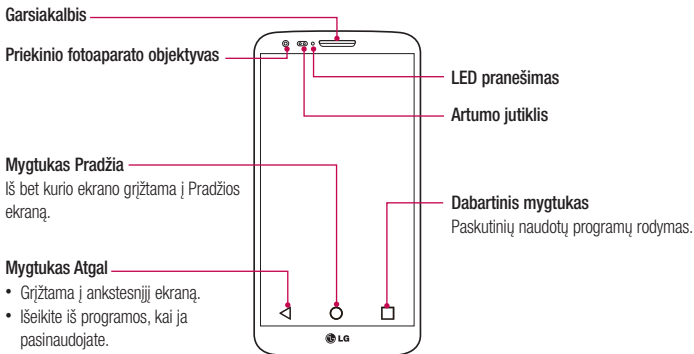 Garsiakalbis
Priekinio fotoaparato objektyvas
LED pranešimas
Artumo jutiklis
Mygtukas Pradžia
Iš bet kurio ekrano grįžtama į Pradžios
ekraną.
Dabartinis mygtukas
Paskutinių naudotų programų rodymas.
Mygtukas Atgal
• Grįžtama į ankstesnįjį ekraną.
• Išeikite iš programos, kai ja
pasinaudojate.
LG